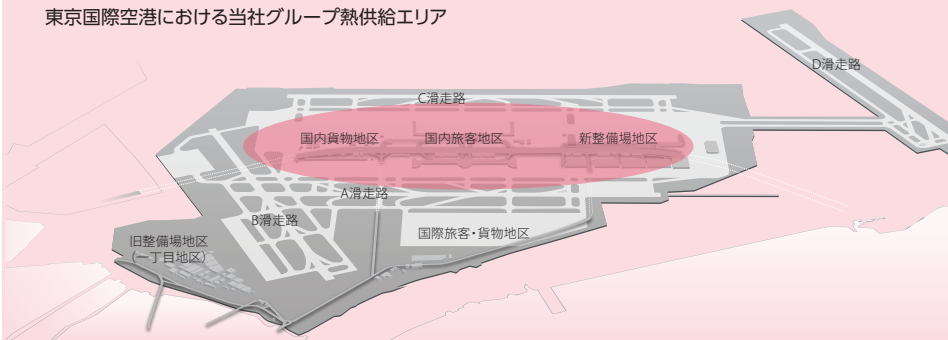 東京国際空港における当社グループ熱供給エリア
D滑走路
C滑走路
国内貨物地区
国内旅客地区
新整備場地区
A滑走路
B滑走路
国際旅客・貨物地区
旧整備場地区
（一丁目地区）